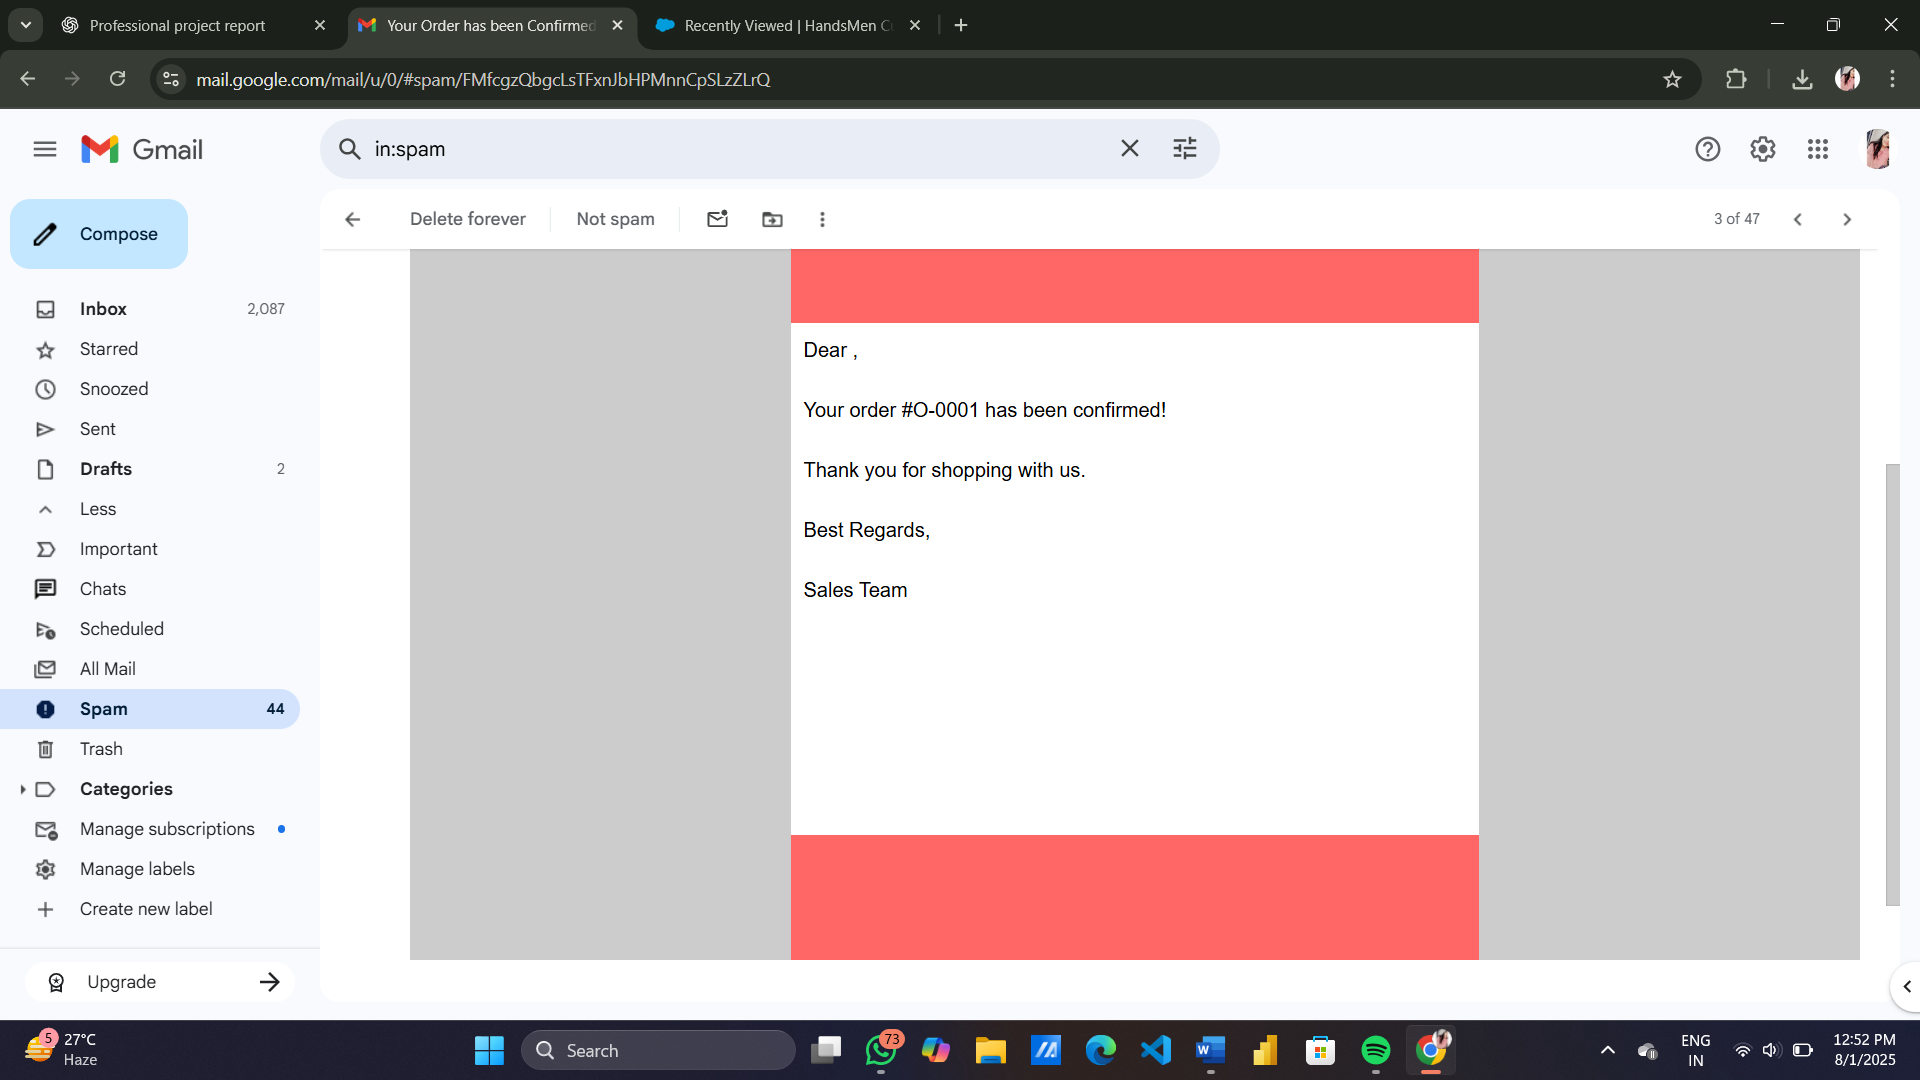 Professional project report
Your Order has been Confirmed
Recently Viewed | HandsMen C
mail.google.com/mail/u/0/#spam/FMfcgzQbgcLsTFxnJbHPMnnCpSLzZLrQ
Gmail
in:spam
Compose
Delete forever
Not spam
3 of 47
Inbox 2,087
Starred
Snoozed
Sent
Drafts 2
Less
Important
Chats
Scheduled
All Mail
Spam 44
Trash
Categories
Manage subscriptions
Manage labels
Create new label
Upgrade
Dear ,
Your order #O-0001 has been confirmed!
Thank you for shopping with us.
Best Regards,
Sales Team
5
27°C
Haze
Search
73
W
ENG
IN
12:52 PM
8/1/2025